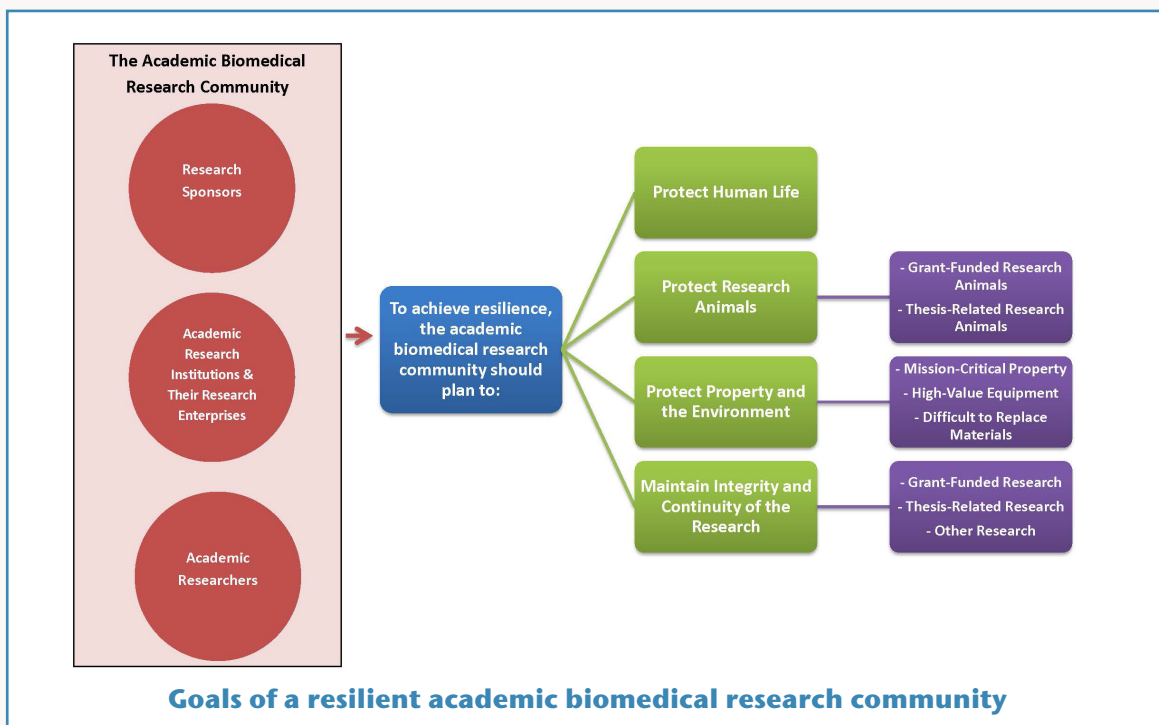 The Academic Biomedical
Research Community
Research
Sponsors
Academic
Research
Institutions &
Their Research
Enterprises
Academic
Researchers
To achieve resilience,
the academic
biomedical research
community should
plan to:
Protect Human Life
Protect Research
Animals
- Grant-Funded Research
Animals
- Thesis-Related Research
Animals
Protect Property and
the Environment
- Mission-Critical Property
- High-Value Equipment
- Difficult to Replace
Materials
Maintain Integrity and
Continuity of the
Research
- Grant-Funded Research
- Thesis-Related Research
- Other Research
Goals of a resilient academic biomedical research community